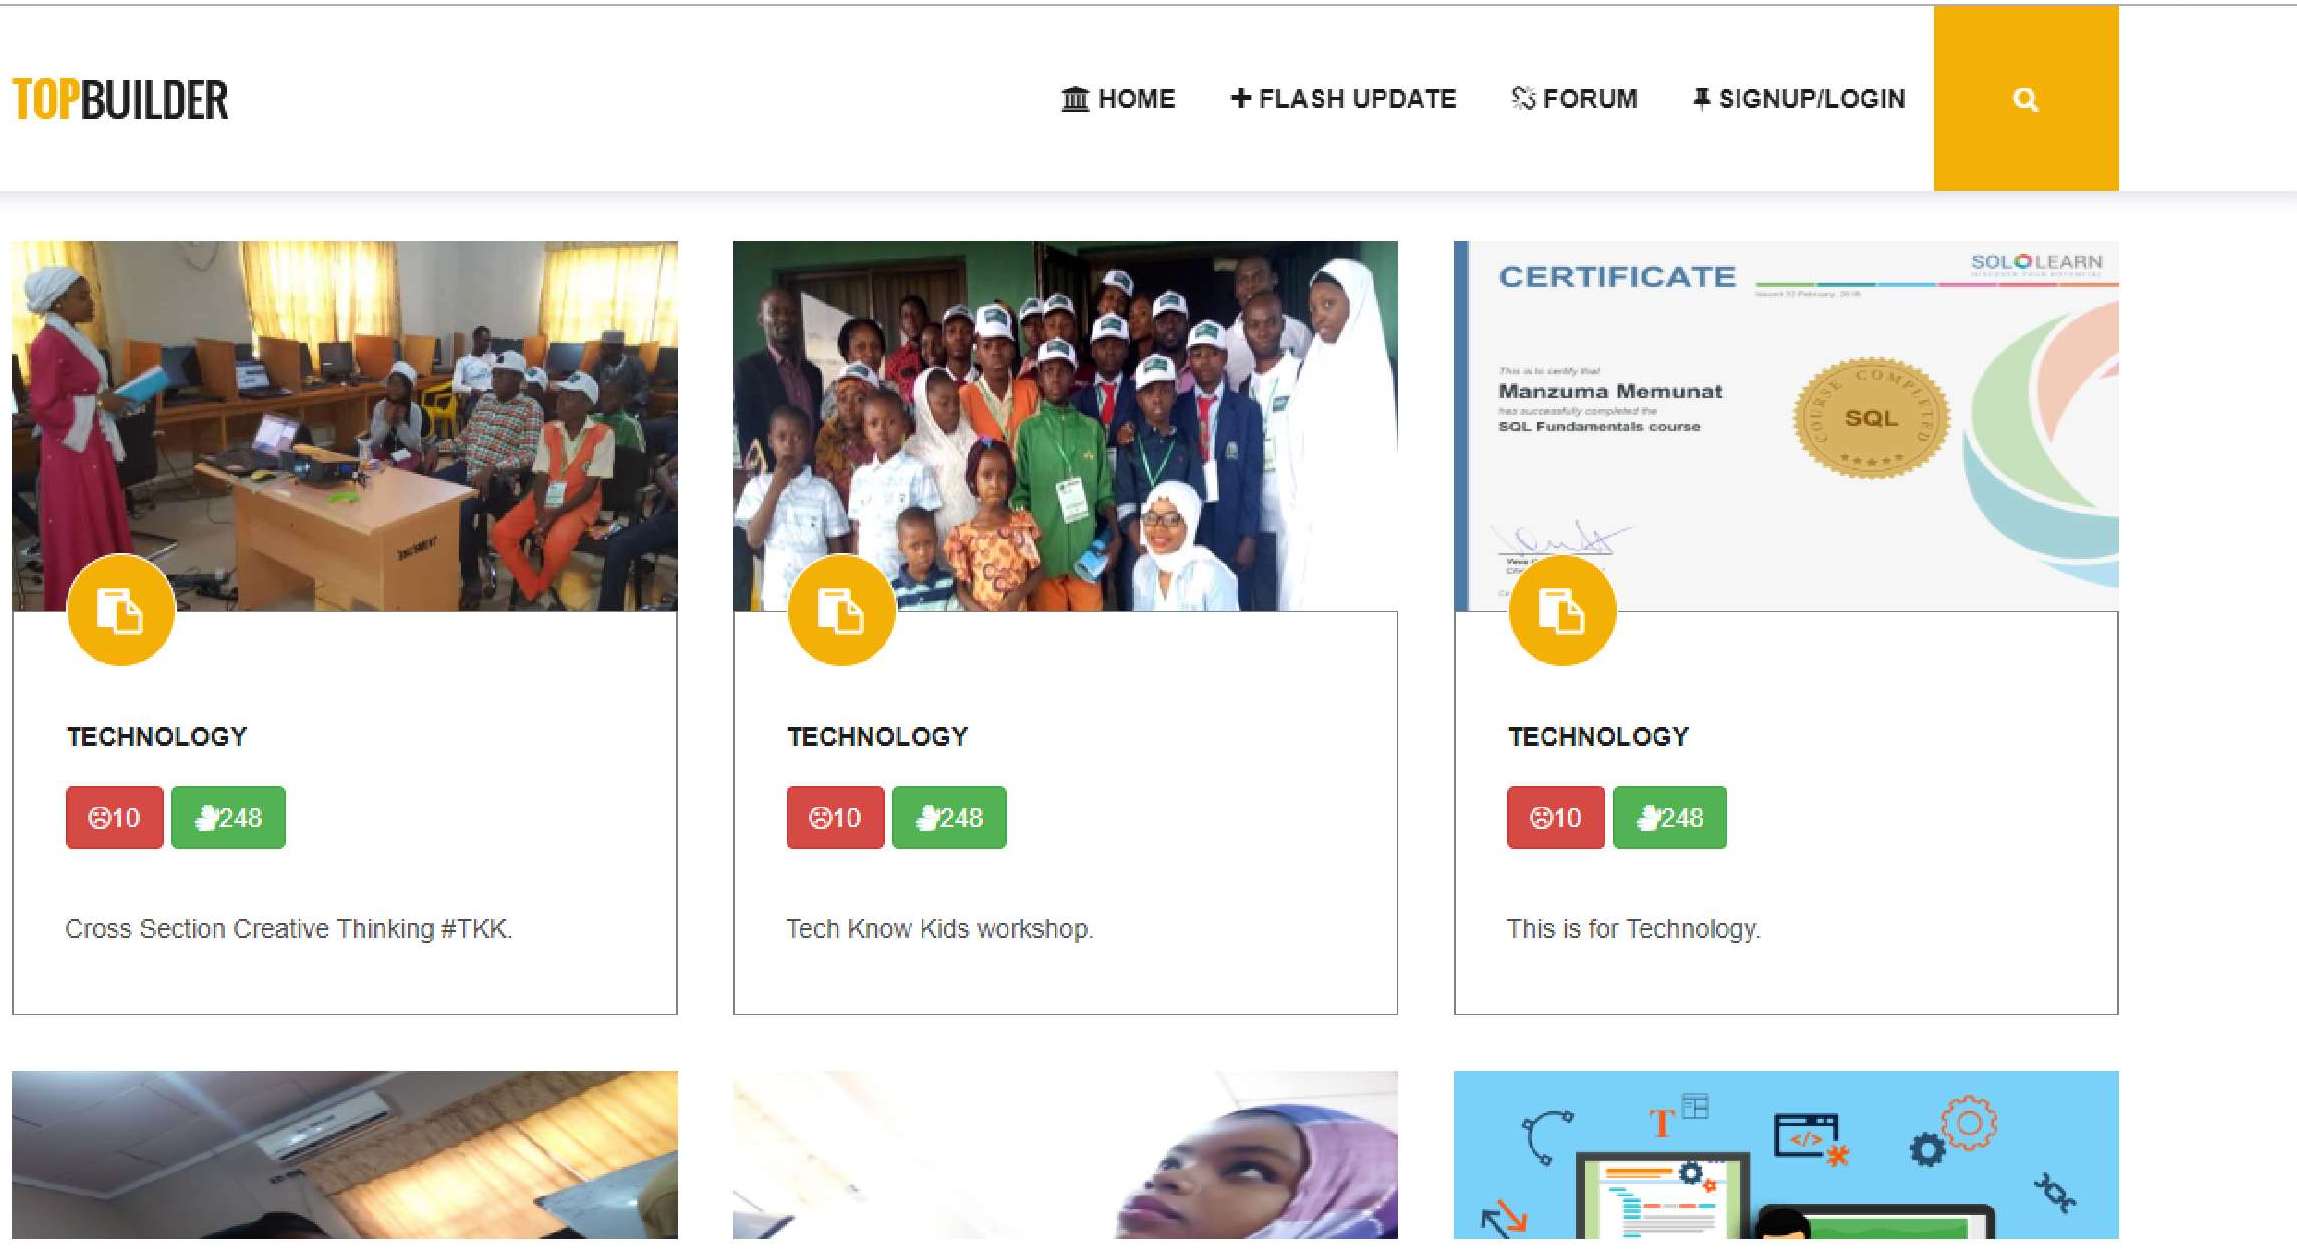 TOPBUILDER
HOME
FLASH UPDATE
FORUM
SIGNUP/LOGIN
CERTIFICATE
SOLOLEARN
This is to certify that
Manzuma Memunat
has successfully completed the
SQL Fundamentals course
COURSE COMPLETED
SQL
TECHNOLOGY
10
248
Cross Section Creative Thinking #TKK.
TECHNOLOGY
10
248
Tech Know Kids workshop.
TECHNOLOGY
10
248
This is for Technology.
T
</>